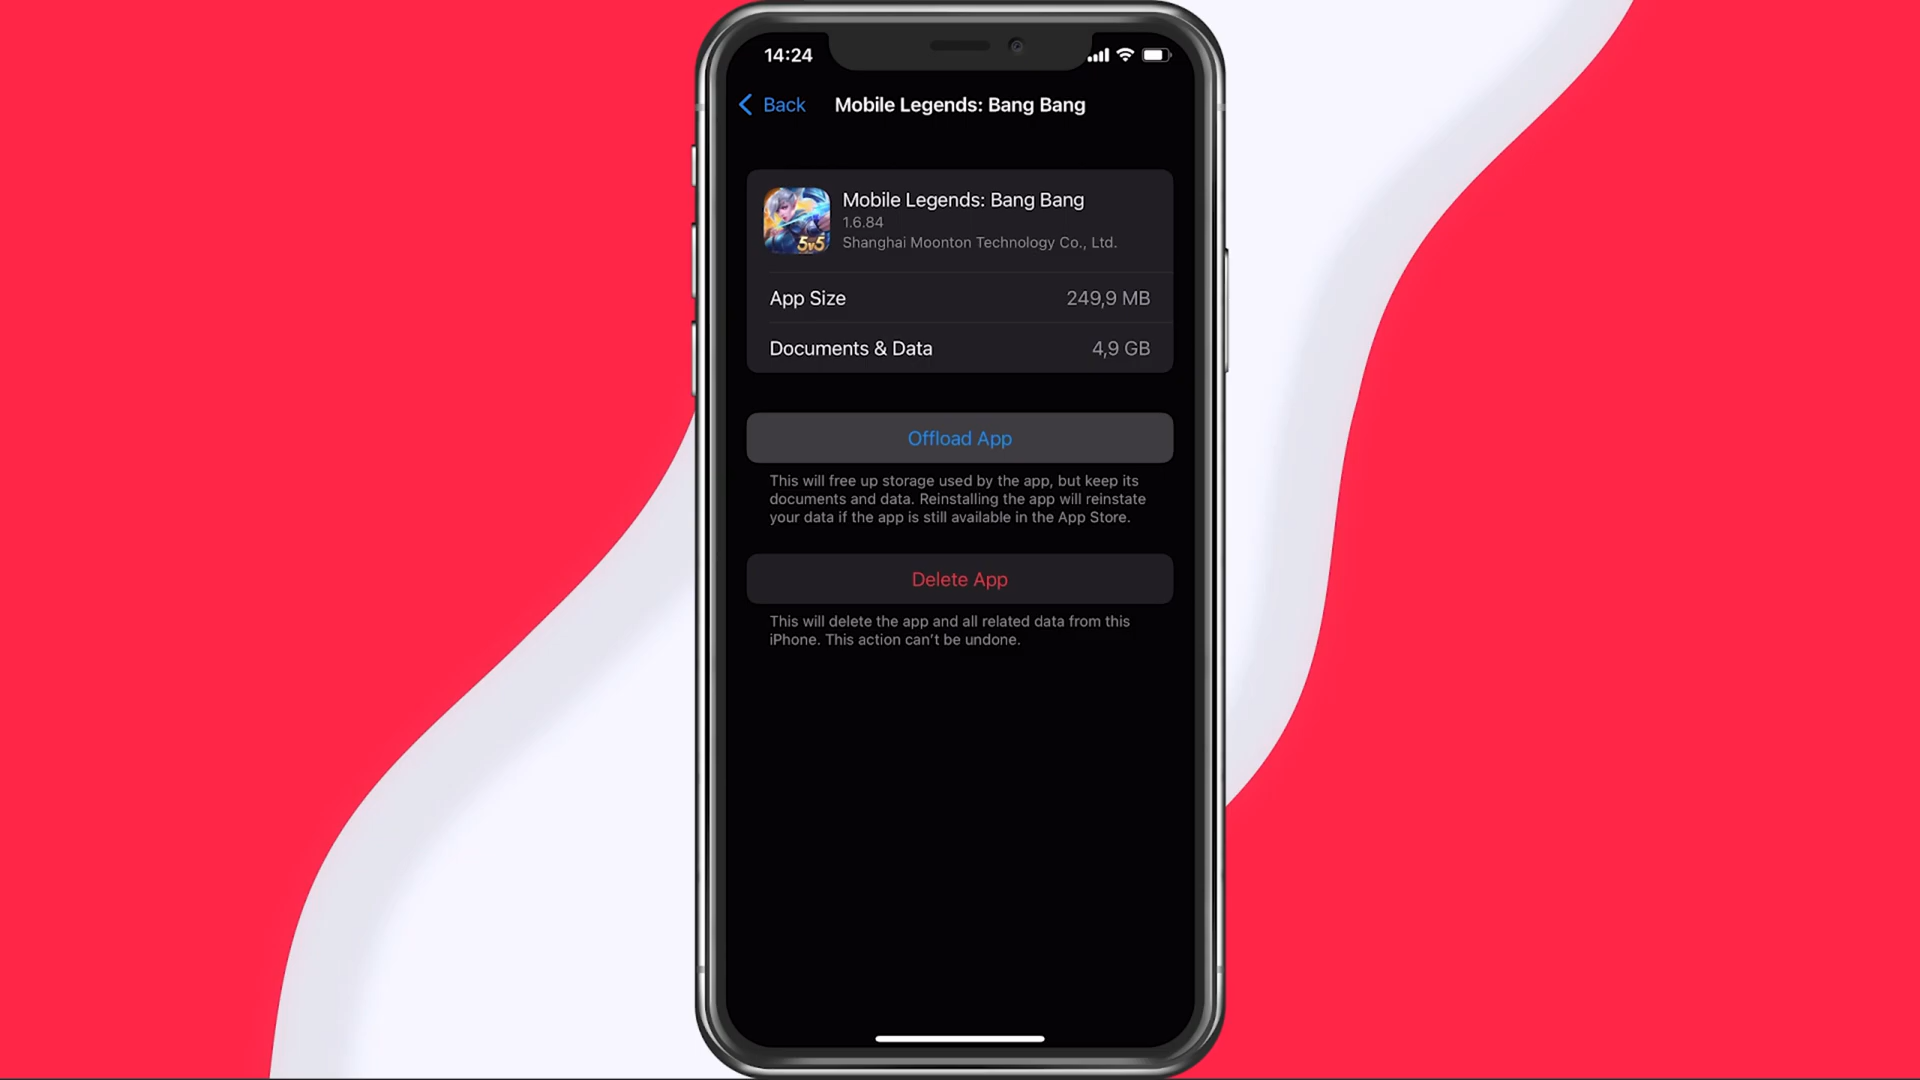 14:24
Back
Mobile Legends: Bang Bang
Mobile Legends: Bang Bang
1.6.84
Shanghai Moonton Technology Co., Ltd.
5v5
App Size 249,9 MB
Documents & Data 4,9 GB
Offload App
This will free up storage used by the app, but keep its
documents and data. Reinstalling the app will reinstate
your data if the app is still available in the App Store.
Delete App
This will delete the app and all related data from this
iPhone. This action can’t be undone.